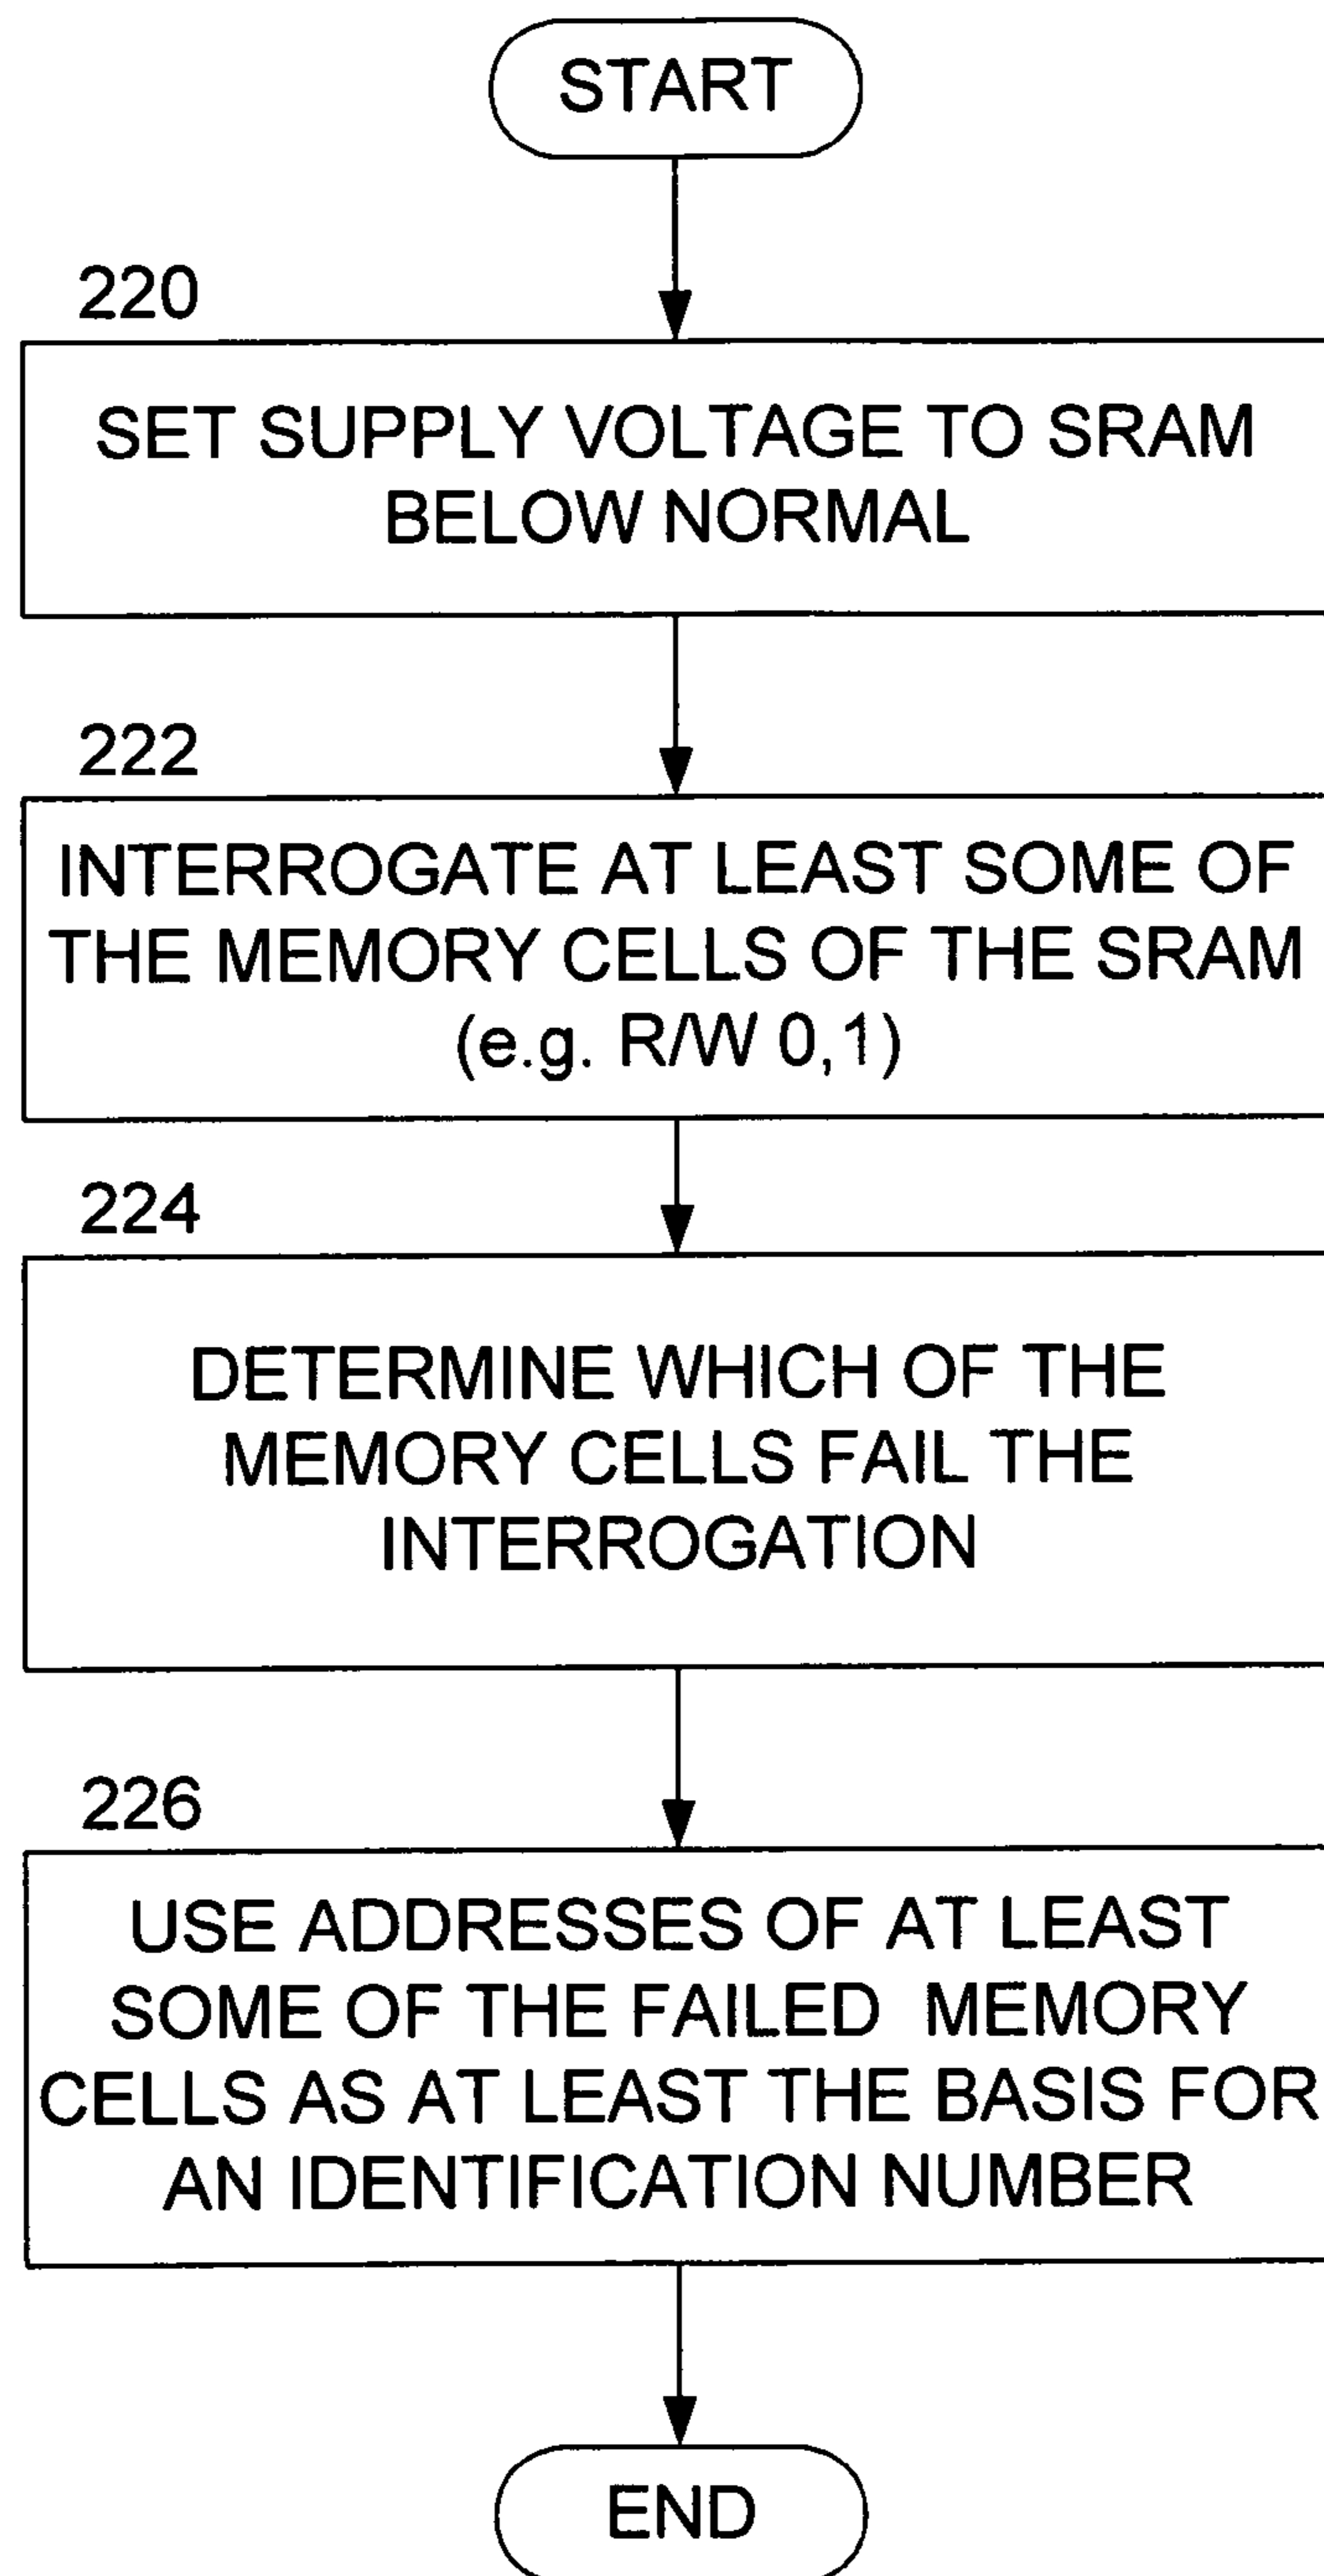 START
220
SET SUPPLY VOLTAGE TO SRAM
BELOW NORMAL
222
INTERROGATE AT LEAST SOME OF
THE MEMORY CELLS OF THE SRAM
(e.g. R/W 0,1)
224
DETERMINE WHICH OF THE
MEMORY CELLS FAIL THE
INTERROGATION
226
USE ADDRESSES OF AT LEAST
SOME OF THE FAILED MEMORY
CELLS AS AT LEAST THE BASIS FOR
AN IDENTIFICATION NUMBER
END